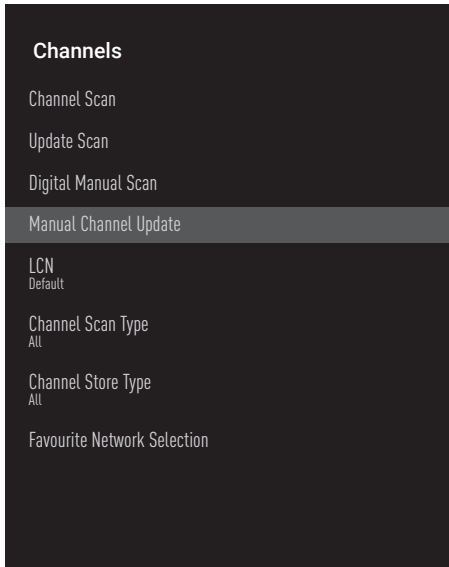 Channels
Channel Scan
Update Scan
Digital Manual Scan
Manual Channel Update
LCN
Default
Channel Scan Type
All
Channel Store Type
All
Favourite Network Selection